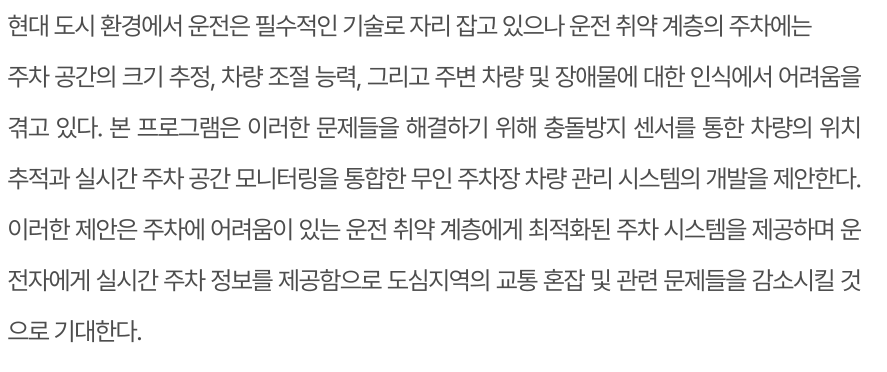 현대 도시 환경에서 운전은 필수적인 기술로 자리 잡고 있으나 운전 취약 계층의 주차에는
주차 공간의 크기 추정, 차량 조절 능력, 그리고 주변 차량 및 장애물에 대한 인식에서 어려움을
겪고 있다. 본 프로그램은 이러한 문제들을 해결하기 위해 충돌방지 센서를 통한 차량의 위치
추적과 실시간 주차 공간 모니터링을 통합한 무인 주차장 차량 관리 시스템의 개발을 제안한다.
이러한 제안은 주차에 어려움이 있는 운전 취약 계층에게 최적화된 주차 시스템을 제공하며 운
전자에게 실시간 주차 정보를 제공함으로 도심지역의 교통 혼잡 및 관련 문제들을 감소시킬 것
으로 기대한다.